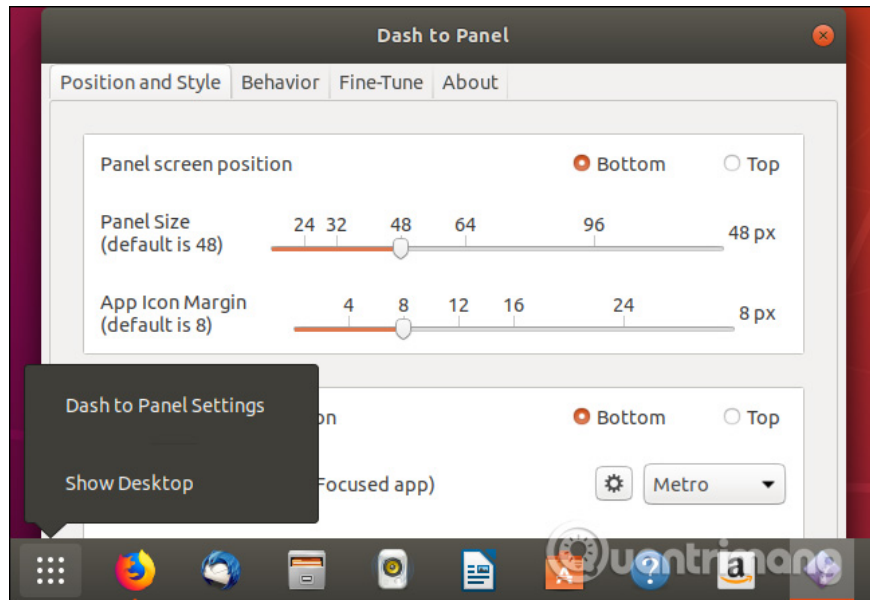 Dash to Panel
Position and Style Behavior Fine-Tune About
Panel screen position Bottom Top
Panel Size
(default is 48)
24 32 48 64 96
48 px
App Icon Margin
(default is 8)
4 8 12 16 24
8 px
Dash to Panel Settings
on Bottom Top
Show Desktop
Focused app) Metro
Quantrimang